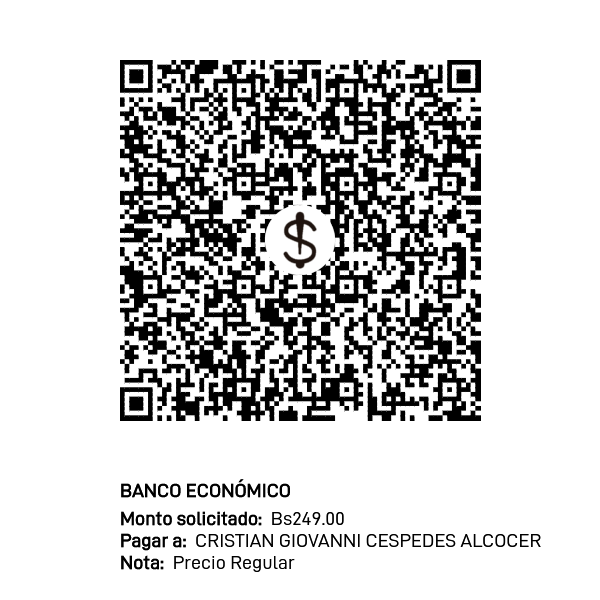 $
BANCO ECONÓMICO
Monto solicitado: Bs249.00
Pagar a: CRISTIAN GIOVANNI CESPEDES ALCOCER
Nota: Precio Regular